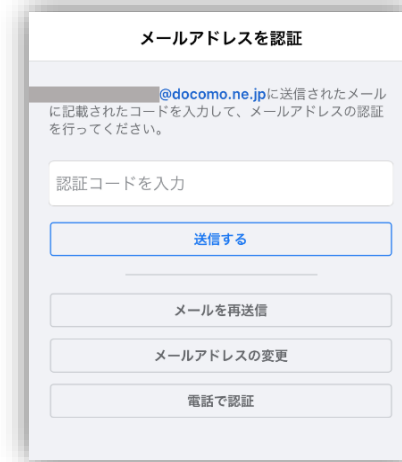 メールアドレスを認証
@docomo.ne.jpに送信されたメール
に記載されたコードを入力して、メールアドレスの認証
を行ってください。
認証コードを入力
送信する
メールを再送信
メールアドレスの変更
電話で認証